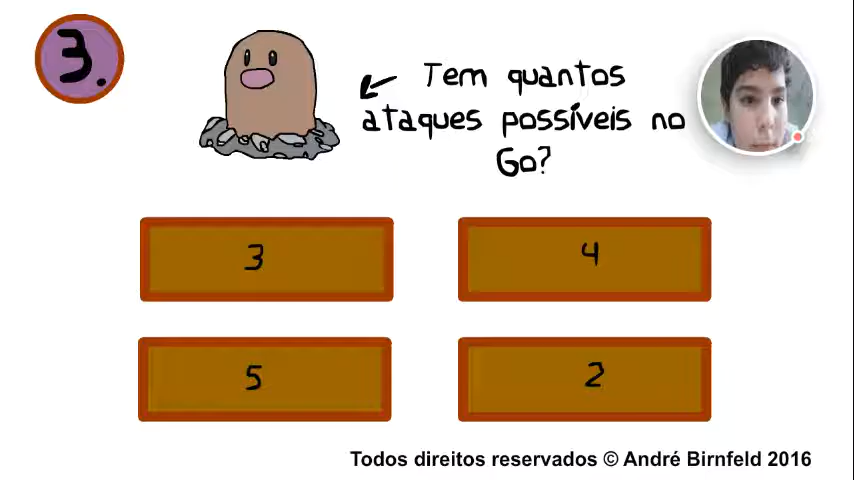 3.
Tem quantos
ataques possíveis no
Go?
3
4
5
2
Todos direitos reservados © André Birnfeld 2016